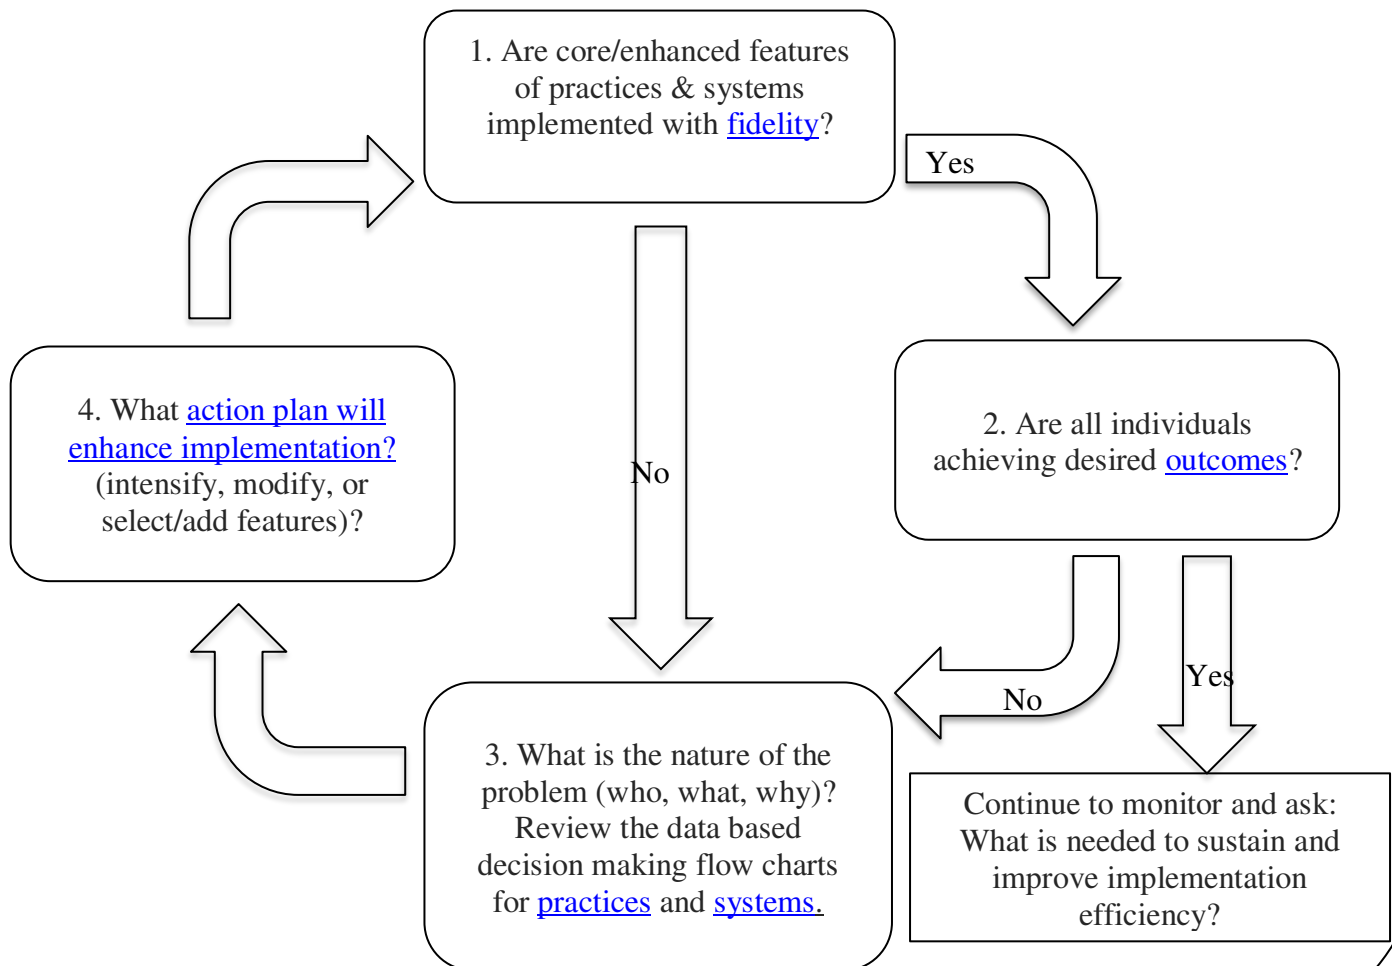 1. Are core/enhanced features
of practices & systems
implemented with fidelity?
Yes
4. What action plan will
enhance implementation?
(intensify, modify, or
select/add features)?
No
2. Are all individuals
achieving desired outcomes?
No
Yes
3. What is the nature of the
problem (who, what, why)?
Review the data based
decision making flow charts
for practices and systems.
Continue to monitor and ask:
What is needed to sustain and
improve implementation
efficiency?